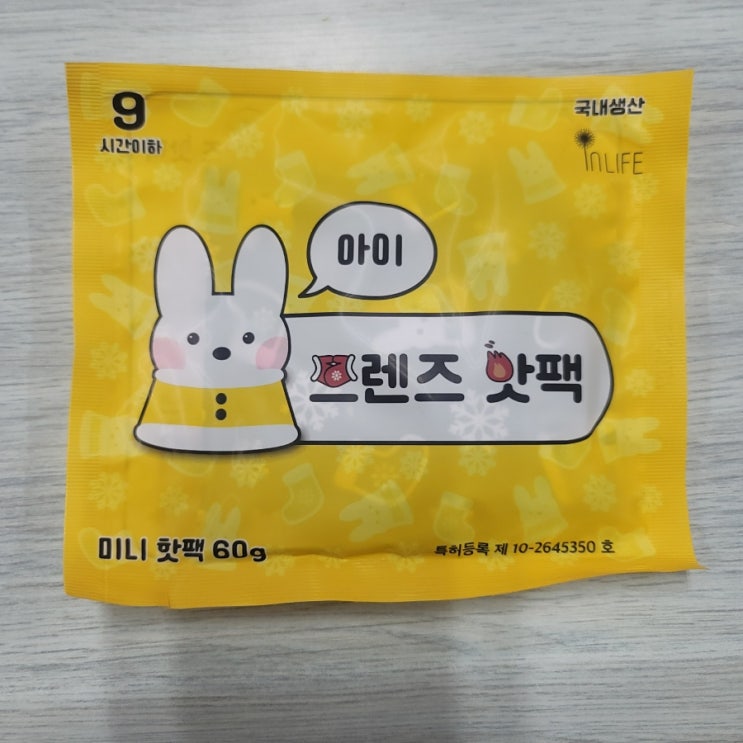 9
시간이하
국내생산
inLIFE
아이
프렌즈 핫팩
미니 핫팩 60g
특허등록 제 10-2645350 호